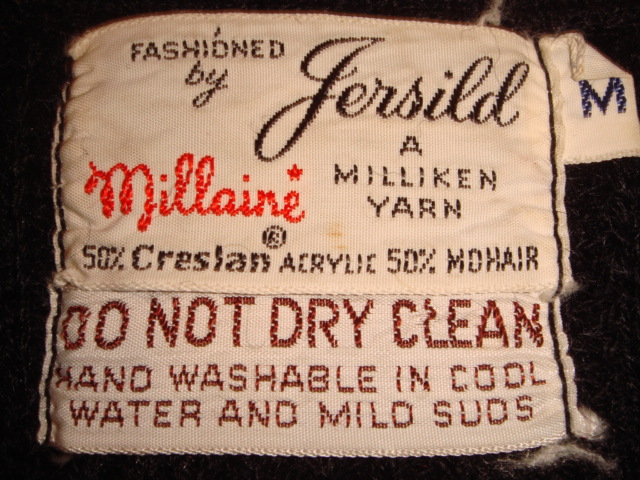 FASHIONED
by Jersild
A
Millaine* MILLIKEN
YARN
®
50% Creslan ACRYLIC 50% MOHAIR
DO NOT DRY CLEAN
HAND WASHABLE IN COOL
WATER AND MILD SUDS
M